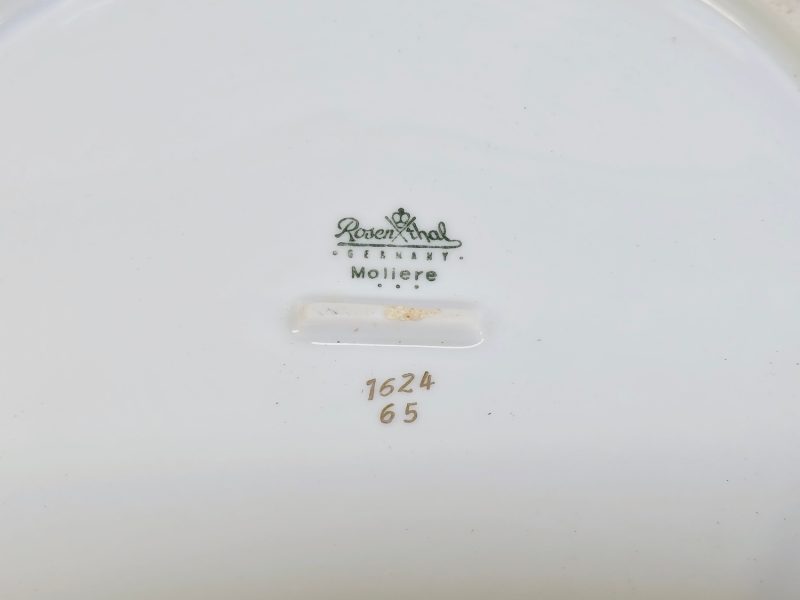 Rosenthal
GERMANY
Moliere
1624
65